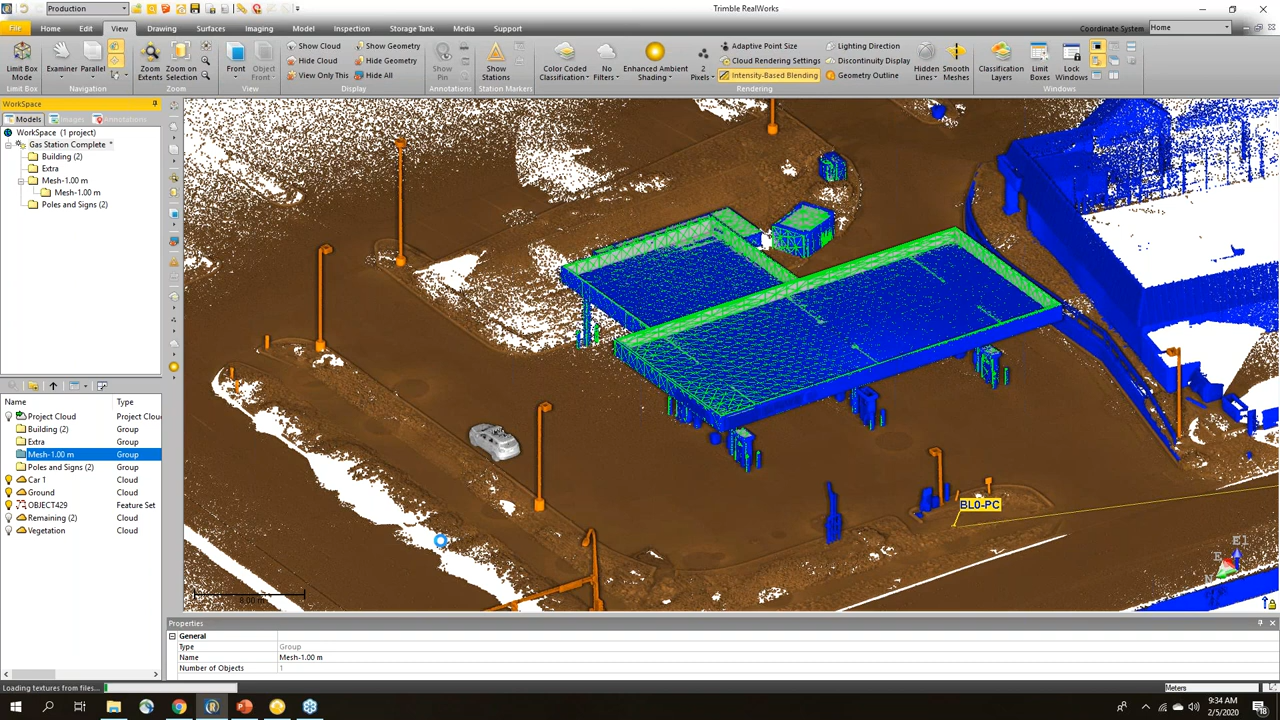 Production
Trimble RealWorks
File Home Edit View Drawing Surfaces Imaging Model Inspection Storage Tank Media Support
Coordinate System Home
Limit Box Mode
Examiner
Parallel
Zoom Extents
Zoom on Selection
Front
Object Front
Show Cloud
Hide Cloud
View Only This
Show Geometry
Hide Geometry
Hide All
Show Pin
Show Stations
Color Coded Classification
No Filters
Enhanced Ambient Shading
2 Pixels
Adaptive Point Size
Cloud Rendering Settings
Intensity-Based Blending
Lighting Direction
Discontinuity Display
Geometry Outline
Hidden Lines
Smooth Meshes
Classification Layers
Limit Boxes
Lock Windows
Limit Box Navigation Zoom View Display Annotations Station Markers Rendering Windows
WorkSpace
Models Images Annotations
WorkSpace (1 project)
Gas Station Complete *
Building (2)
Extra
Mesh-1.00 m
Mesh-1.00 m
Poles and Signs (2)
Name Type
Project Cloud Project Clou
Building (2) Group
Extra Group
Mesh-1.00 m Group
Poles and Signs (2) Group
Car 1 Cloud
Ground Cloud
OBJECT429 Feature Set
Remaining (2) Cloud
Vegetation Cloud
BL0-PC
8.00 m
Properties
General
Type Group
Name Mesh-1.00 m
Number of Objects 1
Loading textures from files...
Meters
9:34 AM
2/5/2020
18